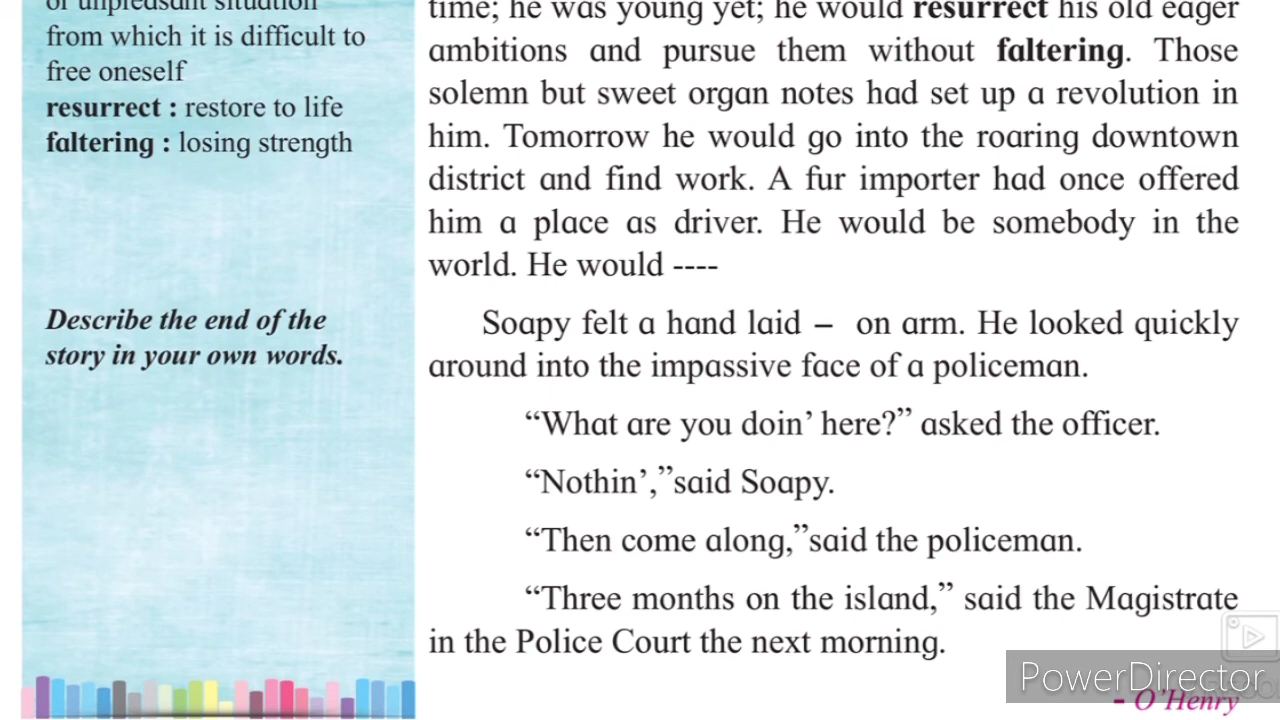 or unpleasant situation
from which it is difficult to
free oneself
resurrect : restore to life
faltering : losing strength
Describe the end of the
story in your own words.
time; he was young yet; he would resurrect his old eager
ambitions and pursue them without faltering. Those
solemn but sweet organ notes had set up a revolution in
him. Tomorrow he would go into the roaring downtown
district and find work. A fur importer had once offered
him a place as driver. He would be somebody in the
world. He would ----
Soapy felt a hand laid – on arm. He looked quickly
around into the impassive face of a policeman.
“What are you doin’ here?” asked the officer.
“Nothin’,”said Soapy.
“Then come along,”said the policeman.
“Three months on the island,” said the Magistrate
in the Police Court the next morning.
PowerDirector
- O’Henry